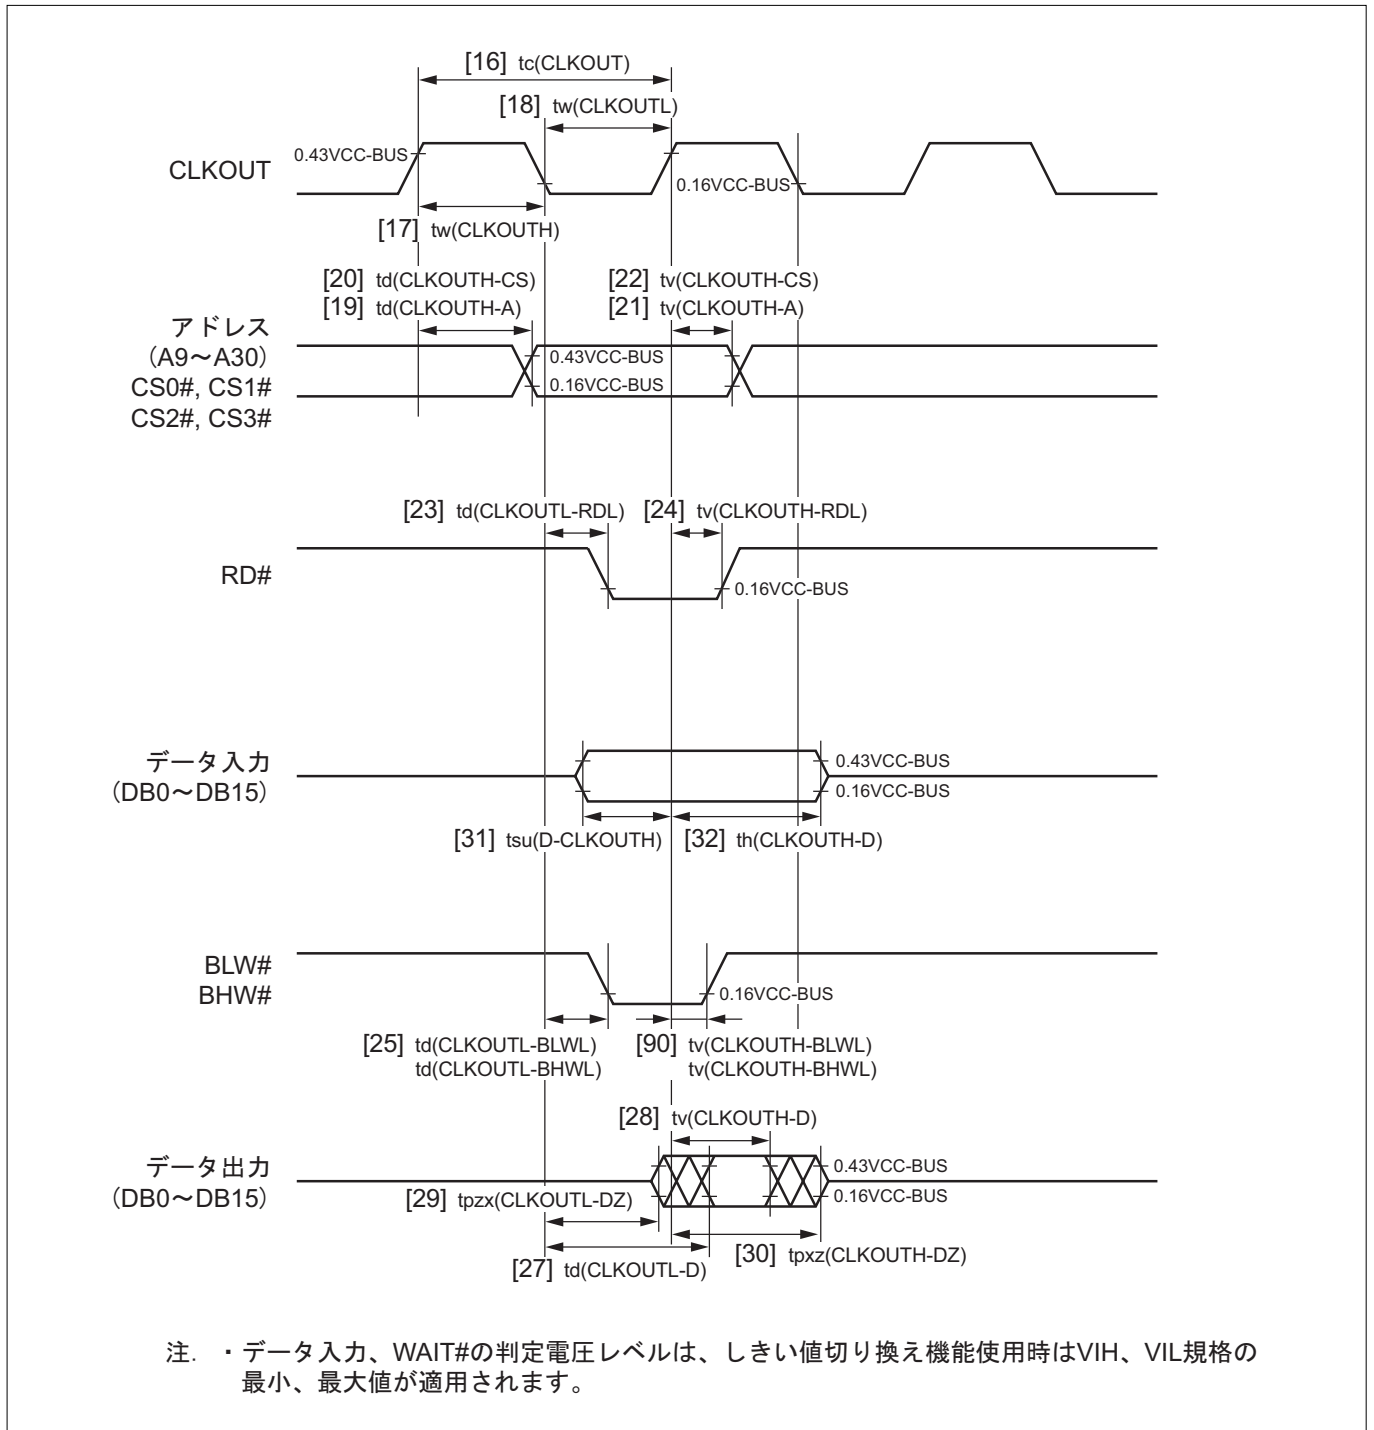 [16] tc(CLKOUT)
[18] tw(CLKOUTL)
0.43VCC-BUS
CLKOUT
0.16VCC-BUS
[17] tw(CLKOUTH)
[20] td(CLKOUTH-CS)
[22] tv(CLKOUTH-CS)
[19] td(CLKOUTH-A)
[21] tv(CLKOUTH-A)
アドレス
（A9～A30）
CS0#, CS1#
CS2#, CS3#
0.43VCC-BUS
0.16VCC-BUS
[23] td(CLKOUTL-RDL)
[24] tv(CLKOUTH-RDL)
RD#
0.16VCC-BUS
データ入力
（DB0～DB15）
0.43VCC-BUS
0.16VCC-BUS
[31] tsu(D-CLKOUTH)
[32] th(CLKOUTH-D)
BLW#
BHW#
0.16VCC-BUS
[25] td(CLKOUTL-BLWL)
td(CLKOUTL-BHWL)
[90] tv(CLKOUTH-BLWL)
tv(CLKOUTH-BHWL)
[28] tv(CLKOUTH-D)
データ出力
（DB0～DB15）
0.43VCC-BUS
0.16VCC-BUS
[29] tpzx(CLKOUTL-DZ)
[30] tpxz(CLKOUTH-DZ)
[27] td(CLKOUTL-D)
注. ・データ入力、WAIT#の判定電圧レベルは、しきい値切り換え機能使用時はVIH、VIL規格の
最小、最大値が適用されます。